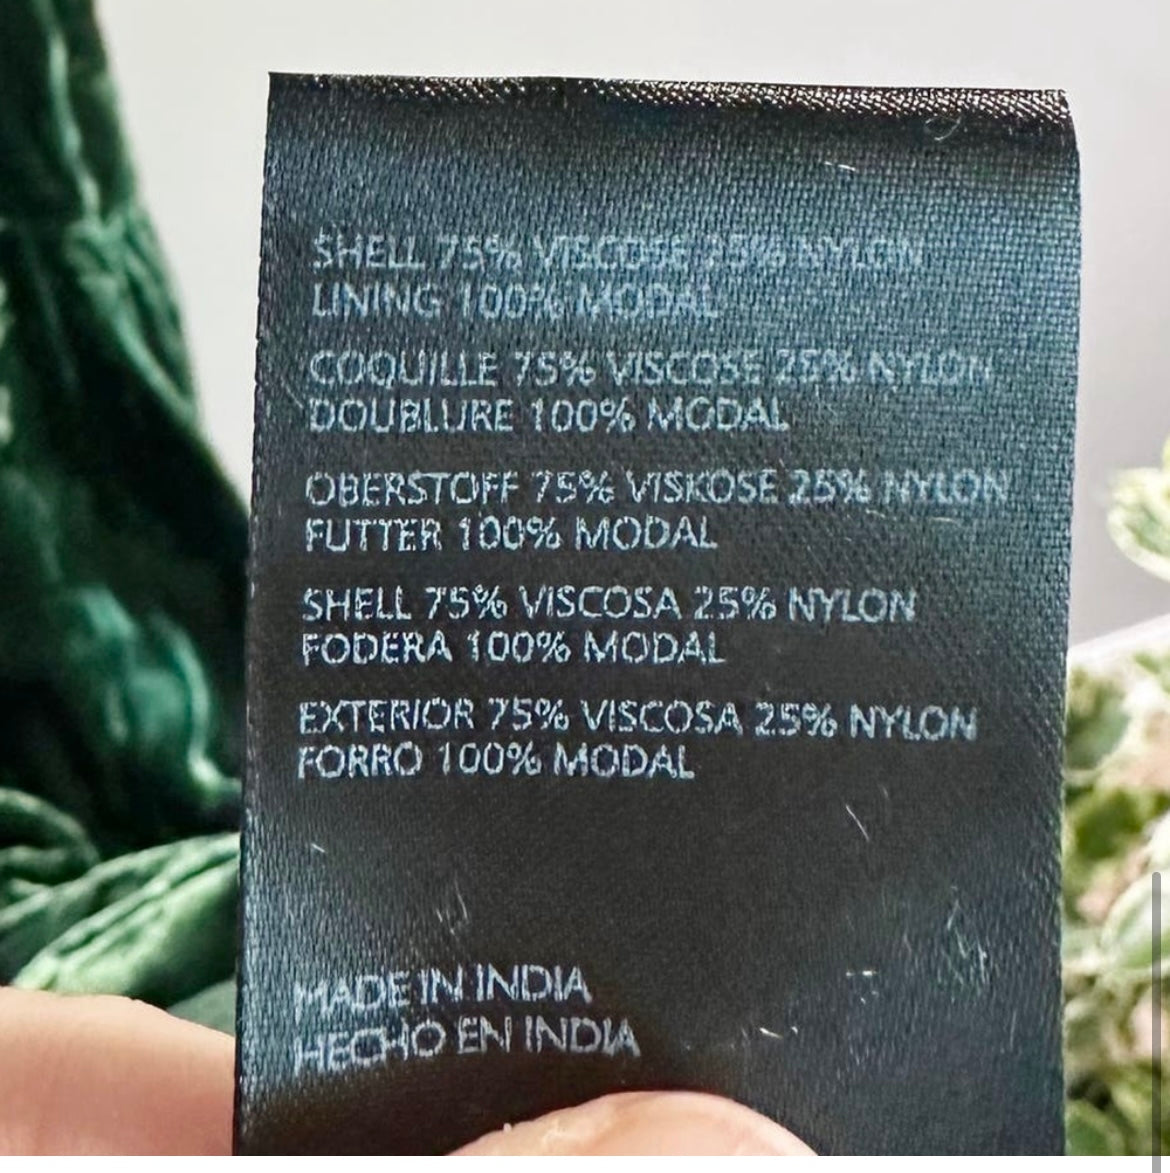 SHELL 75% VISCOSE 25% NYLON
LINING 100% MODAL
COQUILLE 75% VISCOSE 25% NYLON
DOUBLURE 100% MODAL
OBERSTOFF 75% VISKOSE 25% NYLON
FUTTER 100% MODAL
SHELL 75% VISCOSA 25% NYLON
FODERA 100% MODAL
EXTERIOR 75% VISCOSA 25% NYLON
FORRO 100% MODAL
MADE IN INDIA
HECHO EN INDIA